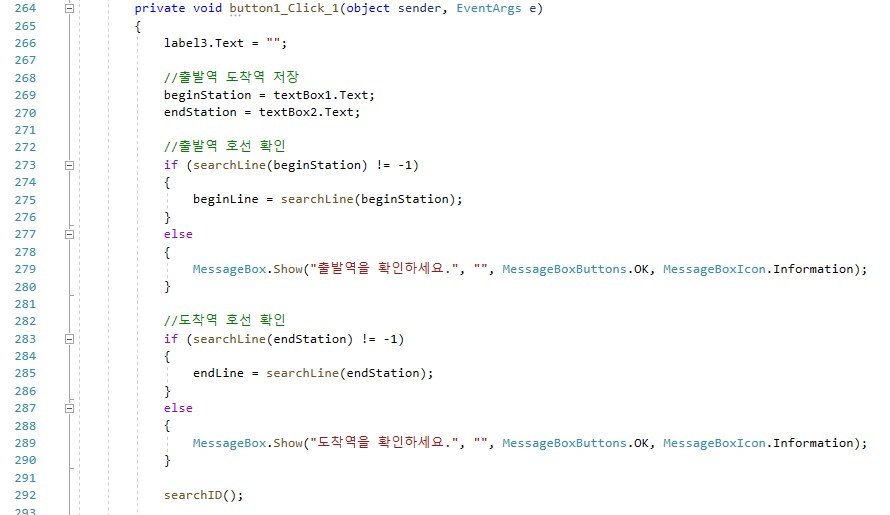 264 private void button1_Click_1(object sender, EventArgs e)
265 {
266 label3.Text = "";
267
268 //출발역 도착역 저장
269 beginStation = textBox1.Text;
270 endStation = textBox2.Text;
271
272 //출발역 호선 확인
273 if (searchLine(beginStation) != -1)
274 {
275 beginLine = searchLine(beginStation);
276 }
277 else
278 {
279 MessageBox.Show("출발역을 확인하세요.", "", MessageBoxButtons.OK, MessageBoxIcon.Information);
280 }
281
282 //도착역 호선 확인
283 if (searchLine(endStation) != -1)
284 {
285 endLine = searchLine(endStation);
286 }
287 else
288 {
289 MessageBox.Show("도착역을 확인하세요.", "", MessageBoxButtons.OK, MessageBoxIcon.Information);
290 }
291
292 searchID();
293